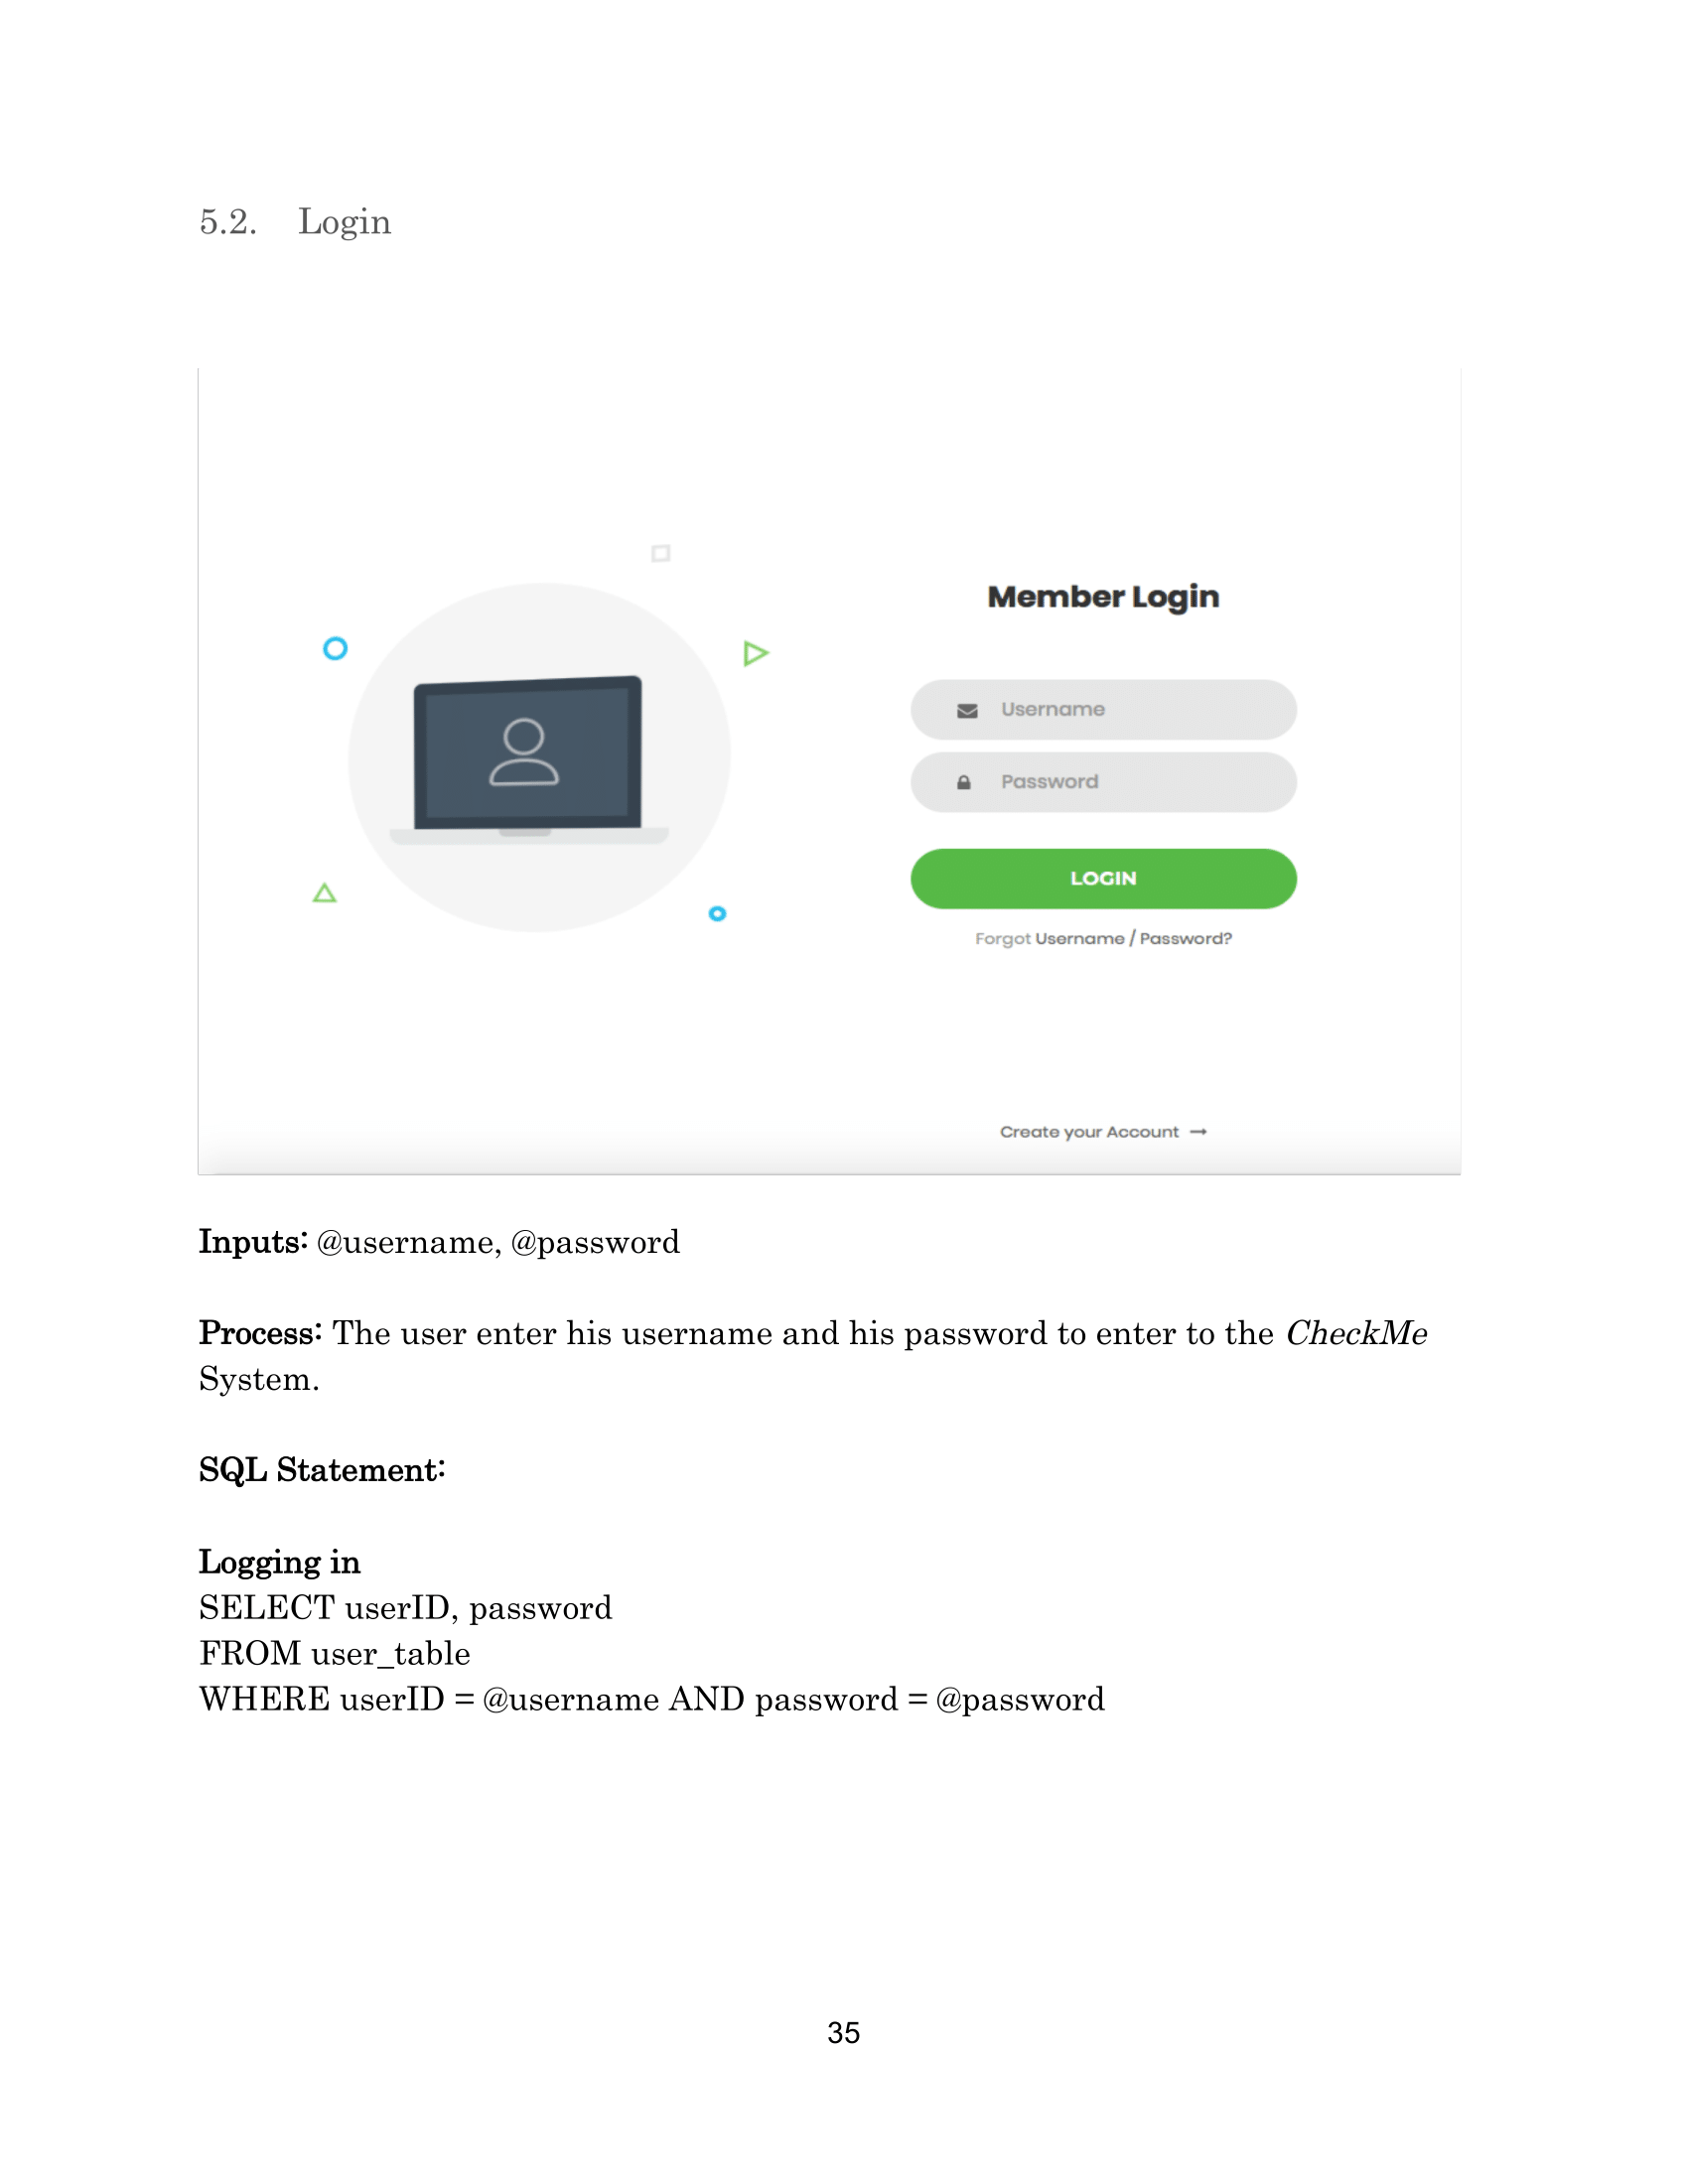 5.2. Login
Member Login
Username
Password
LOGIN
Forgot Username / Password?
Create your Account →
Inputs: @username, @password
Process: The user enter his username and his password to enter to the CheckMe
System.
SQL Statement:
Logging in
SELECT userID, password
FROM user_table
WHERE userID = @username AND password = @password
35